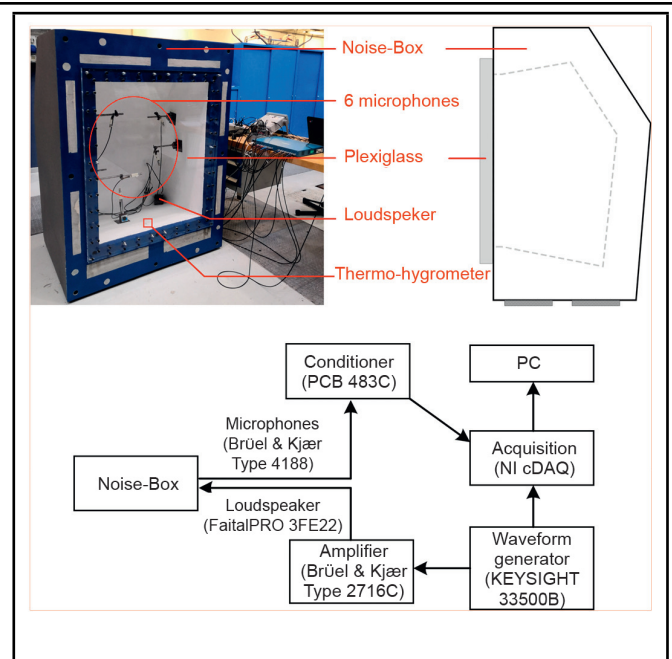 Noise-Box
6 microphones
Plexiglass
Loudspeker
Thermo-hygrometer
Conditioner
(PCB 483C)
PC
Microphones
(Brüel & Kjær
Type 4188)
Acquisition
(NI cDAQ)
Noise-Box
Loudspeaker
(FaitalPRO 3FE22)
Amplifier
(Brüel & Kjær
Type 2716C)
Waveform
generator
(KEYSIGHT
33500B)